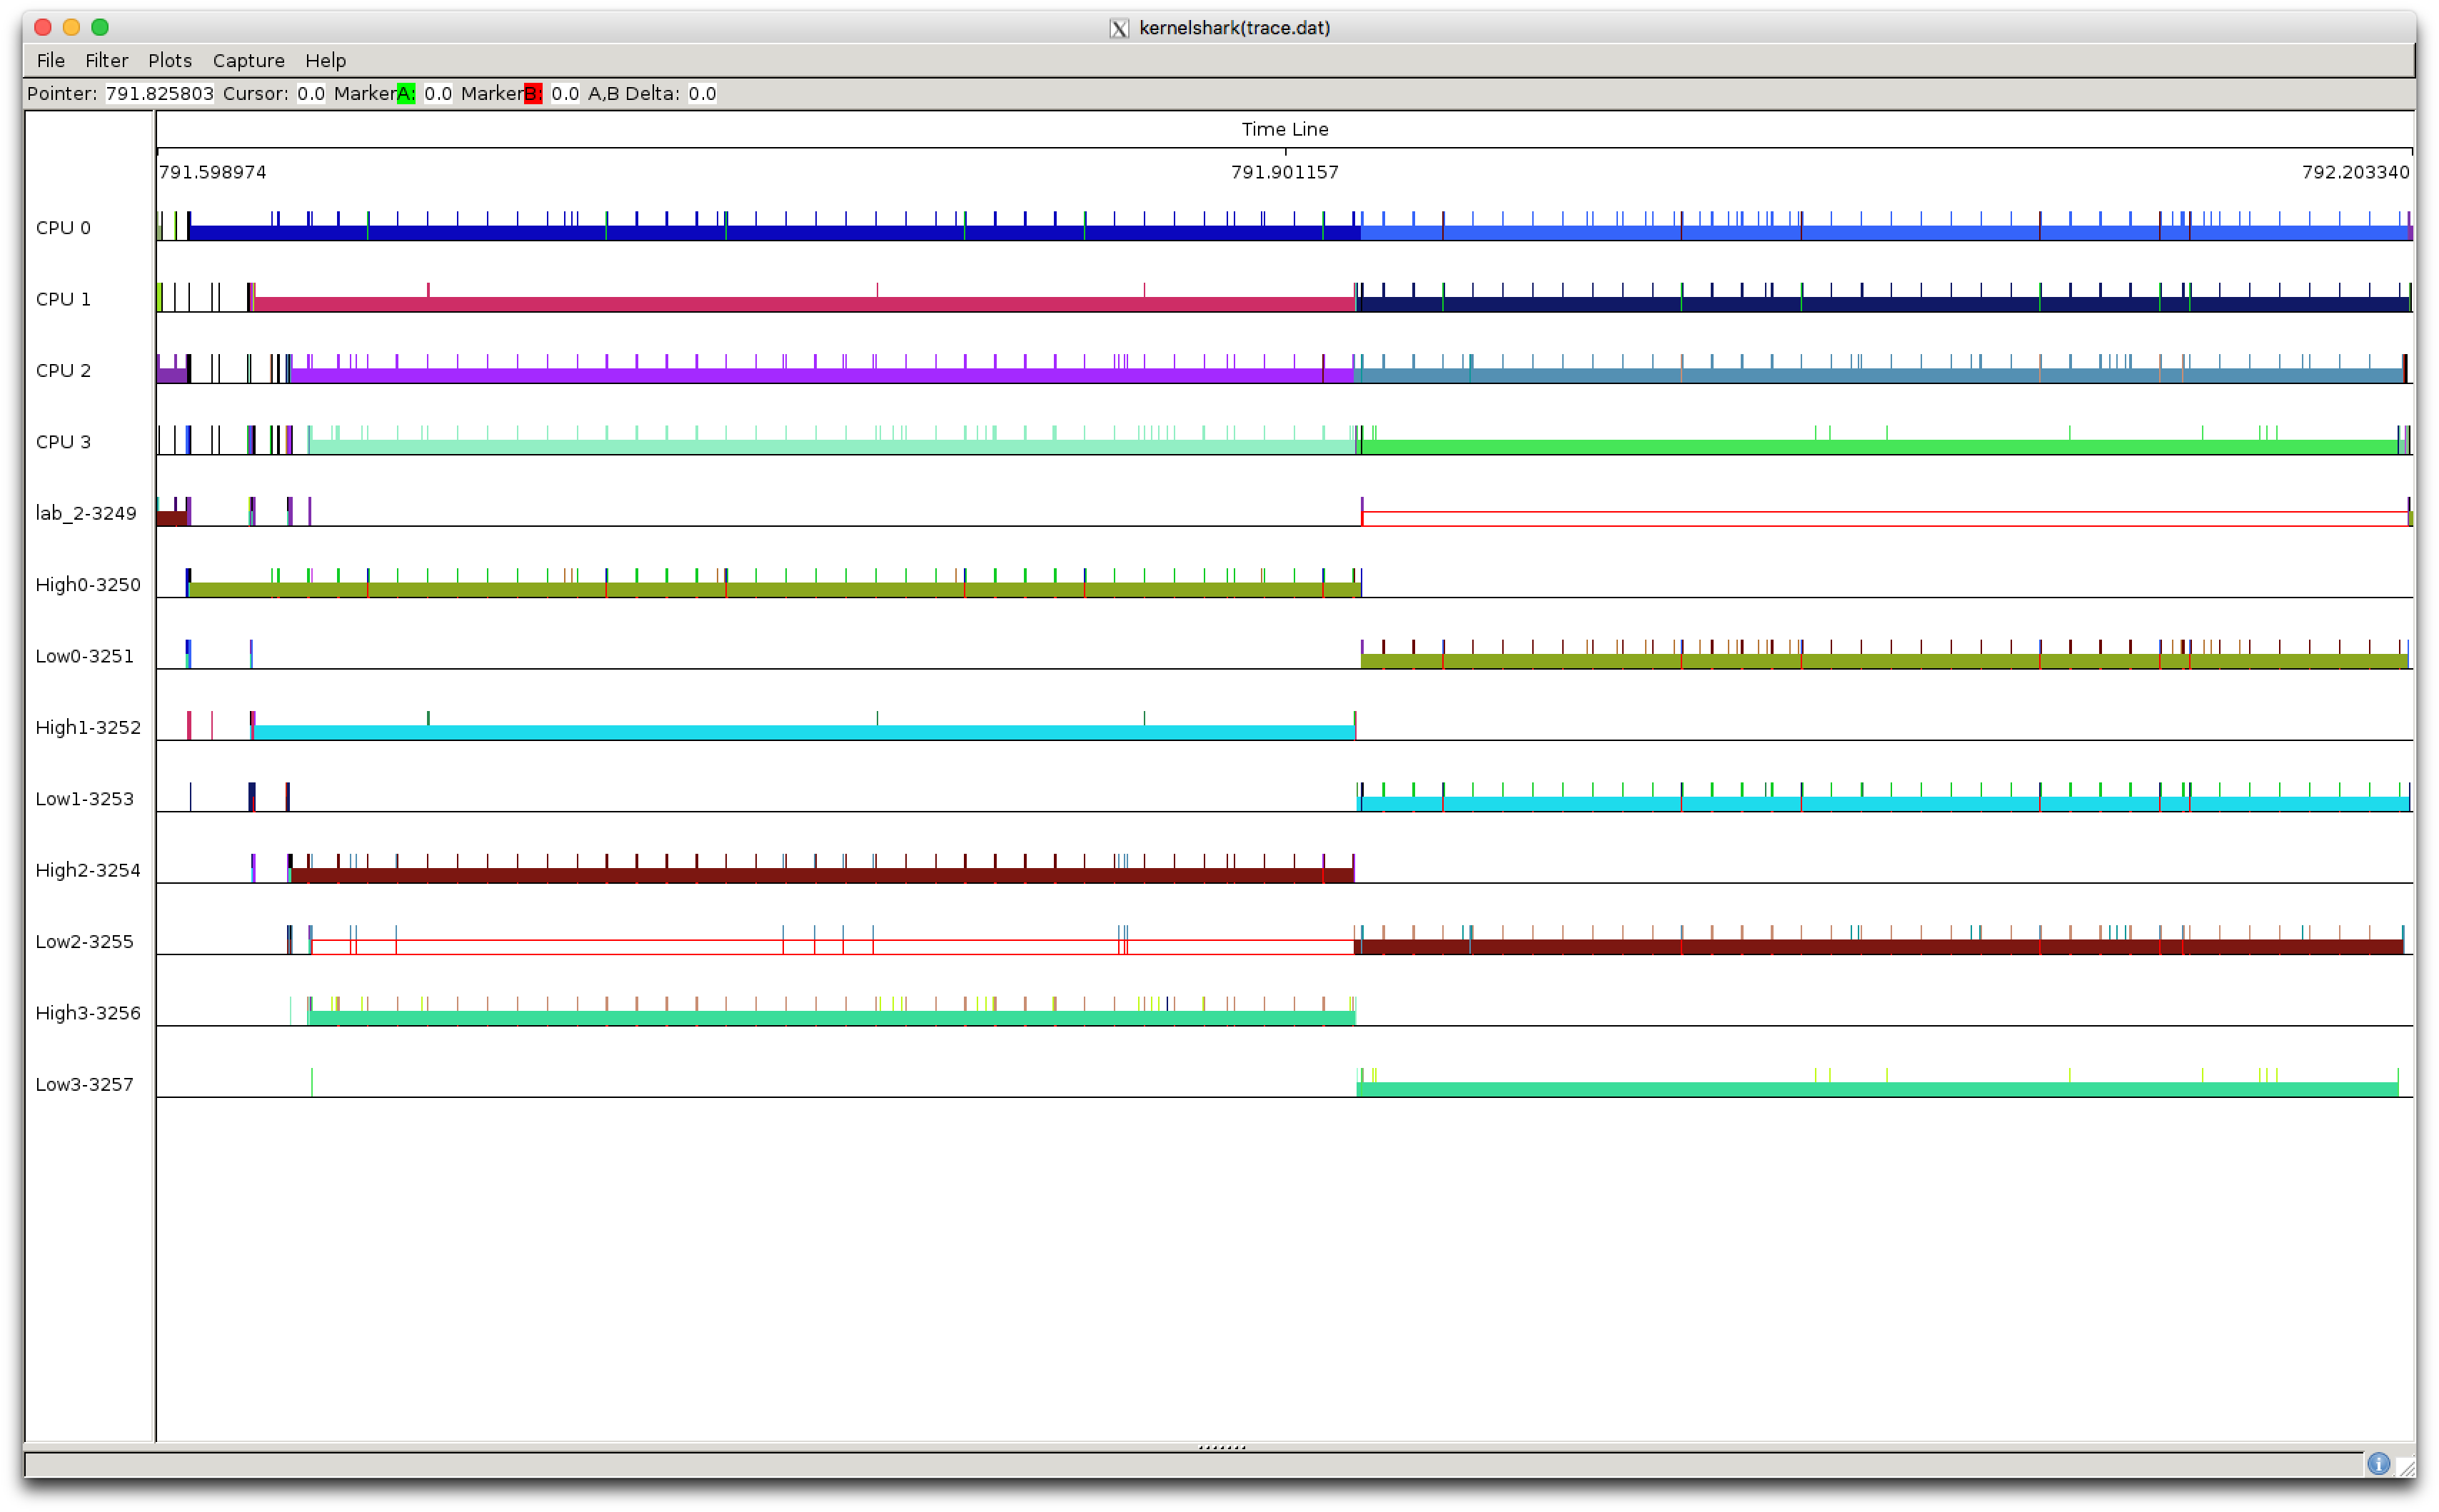 kernelshark(trace.dat)
File Filter Plots Capture Help
Pointer: 791.825803 Cursor: 0.0 MarkerA: 0.0 MarkerB: 0.0 A,B Delta: 0.0
Time Line
791.598974 791.901157 792.203340
CPU 0
CPU 1
CPU 2
CPU 3
lab_2-3249
High0-3250
Low0-3251
High1-3252
Low1-3253
High2-3254
Low2-3255
High3-3256
Low3-3257